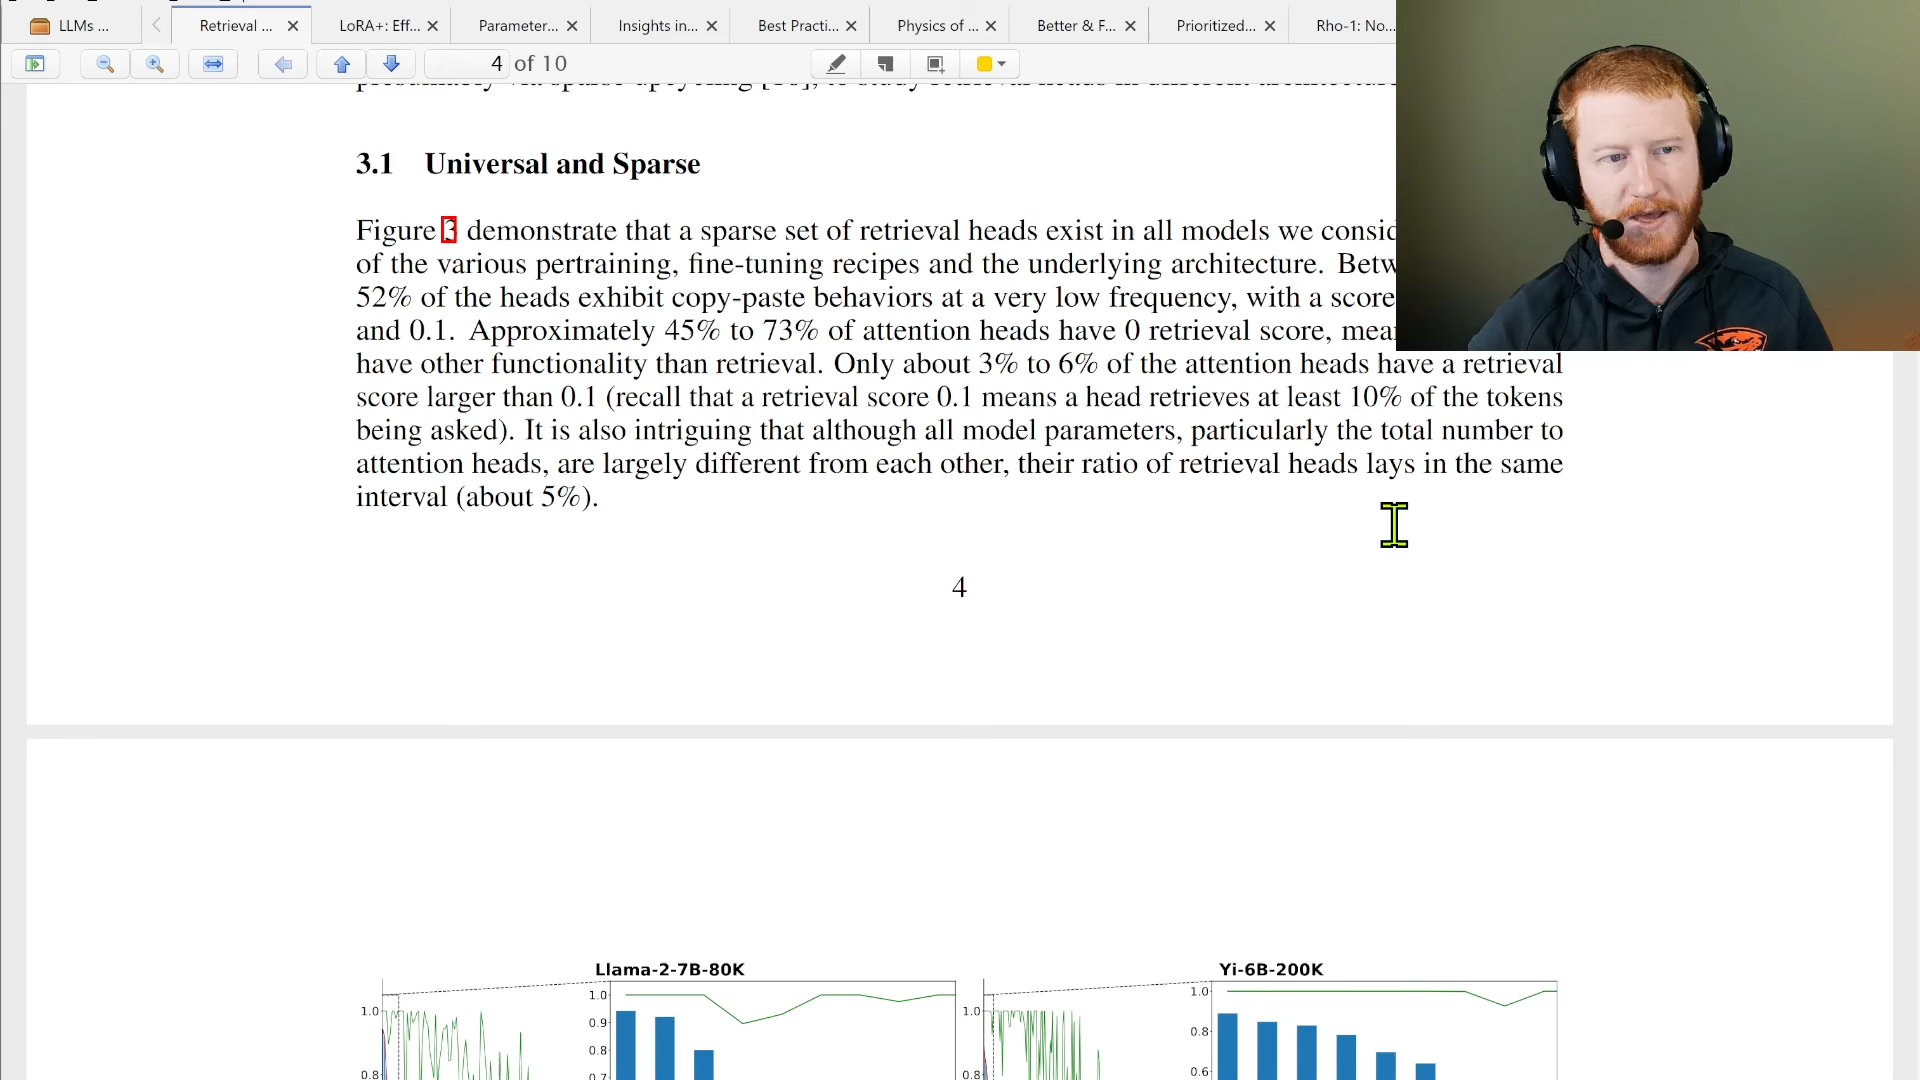 LLMs ...
Retrieval ...
LoRA+: Eff...
Parameter...
Insights in...
Best Practi...
Physics of ...
Better & F...
Prioritized...
Rho-1: No...
4 of 10
3.1 Universal and Sparse
Figure 3 demonstrate that a sparse set of retrieval heads exist in all models we consid
of the various pertraining, fine-tuning recipes and the underlying architecture. Betw
52% of the heads exhibit copy-paste behaviors at a very low frequency, with a score
and 0.1. Approximately 45% to 73% of attention heads have 0 retrieval score, mea
have other functionality than retrieval. Only about 3% to 6% of the attention heads have a retrieval
score larger than 0.1 (recall that a retrieval score 0.1 means a head retrieves at least 10% of the tokens
being asked). It is also intriguing that although all model parameters, particularly the total number to
attention heads, are largely different from each other, their ratio of retrieval heads lays in the same
interval (about 5%).
4
Llama-2-7B-80K
Yi-6B-200K
1.0
0.8
1.0
0.9
0.8
0.7
1.0
0.8
1.0
0.8
0.6